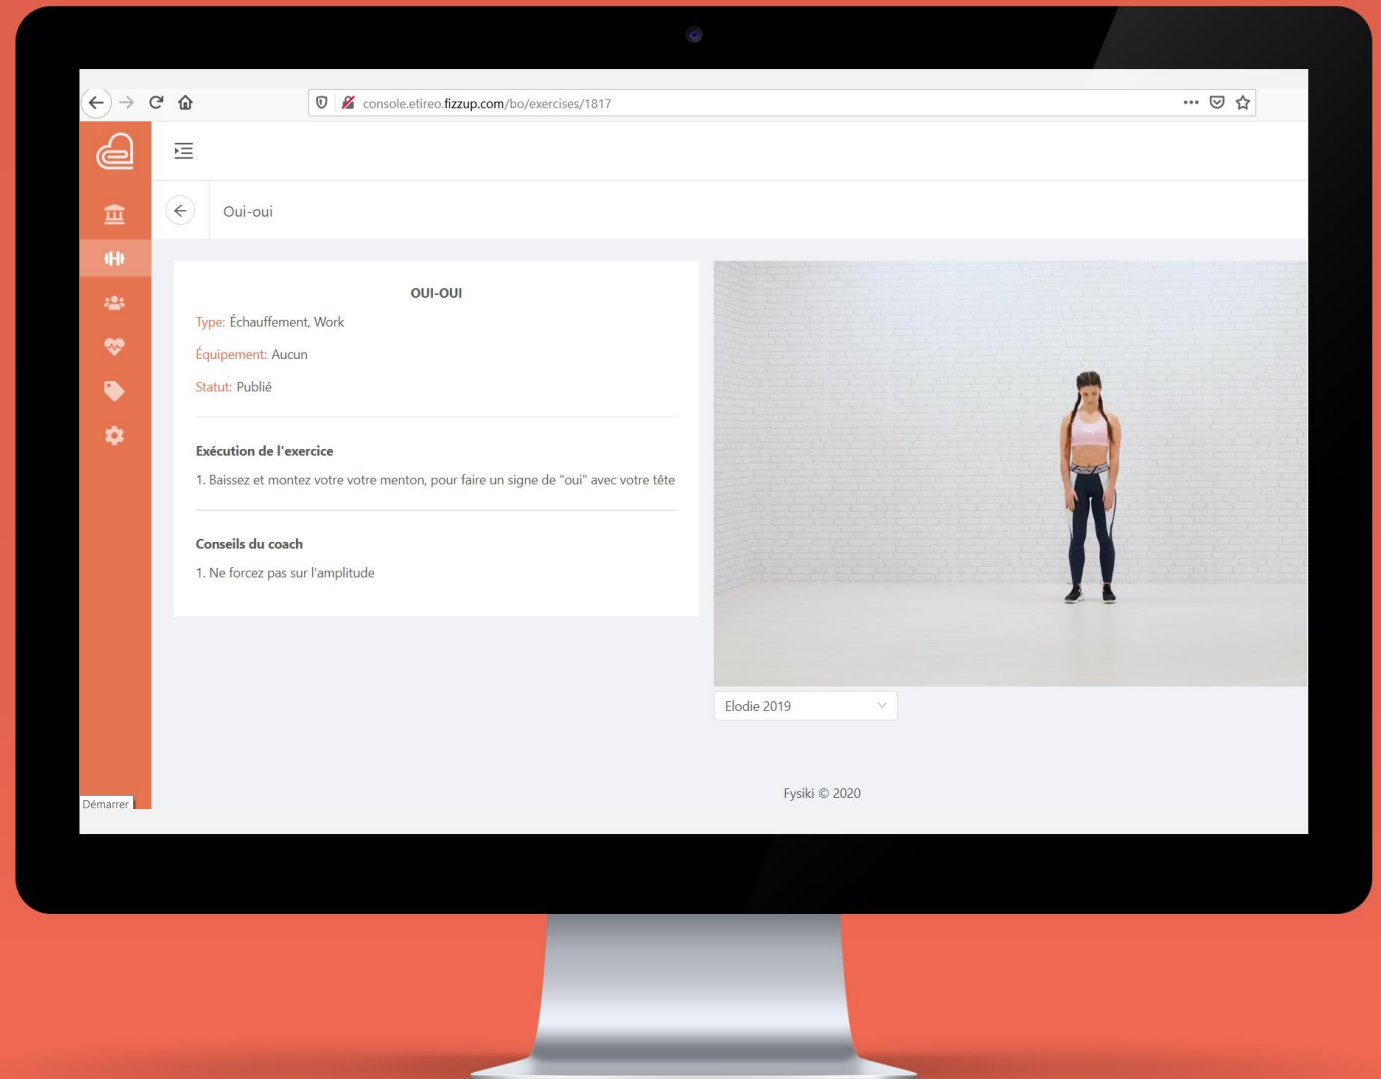 console.etireo.fizzup.com/bo/exercises/1817
Oui-oui
OUI-OUI
Type: Échauffement, Work
Équipement: Aucun
Statut: Publié
Exécution de l'exercice
1. Baissez et montez votre votre menton, pour faire un signe de "oui" avec votre tête
Conseils du coach
1. Ne forcez pas sur l'amplitude
Elodie 2019
Fysiki © 2020
Démarrer